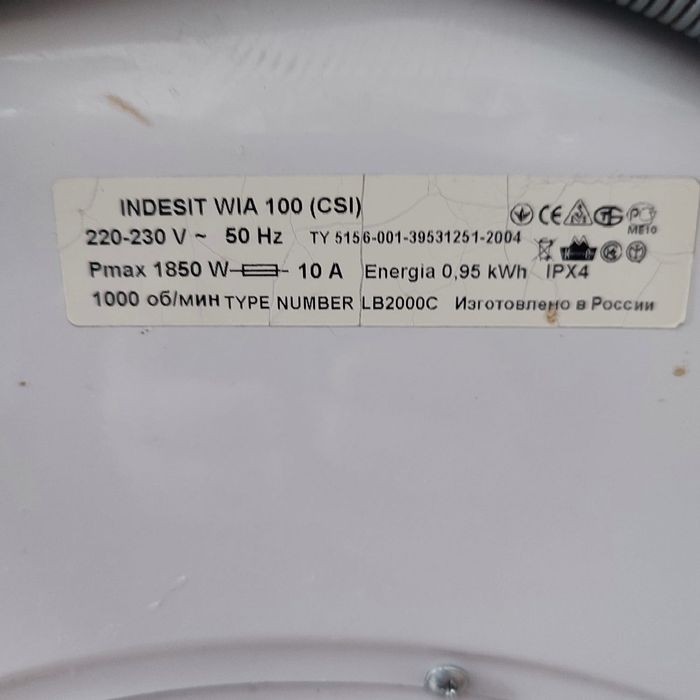 INDESIT WIA 100 (CSI)
220-230 V ~ 50 Hz TY 5156-001-39531251-2004
ME10
Pmax 1850 W 10 A Energia 0,95 kWh IPX4
1000 об/мин TYPE NUMBER LB2000C Изготовлено в России